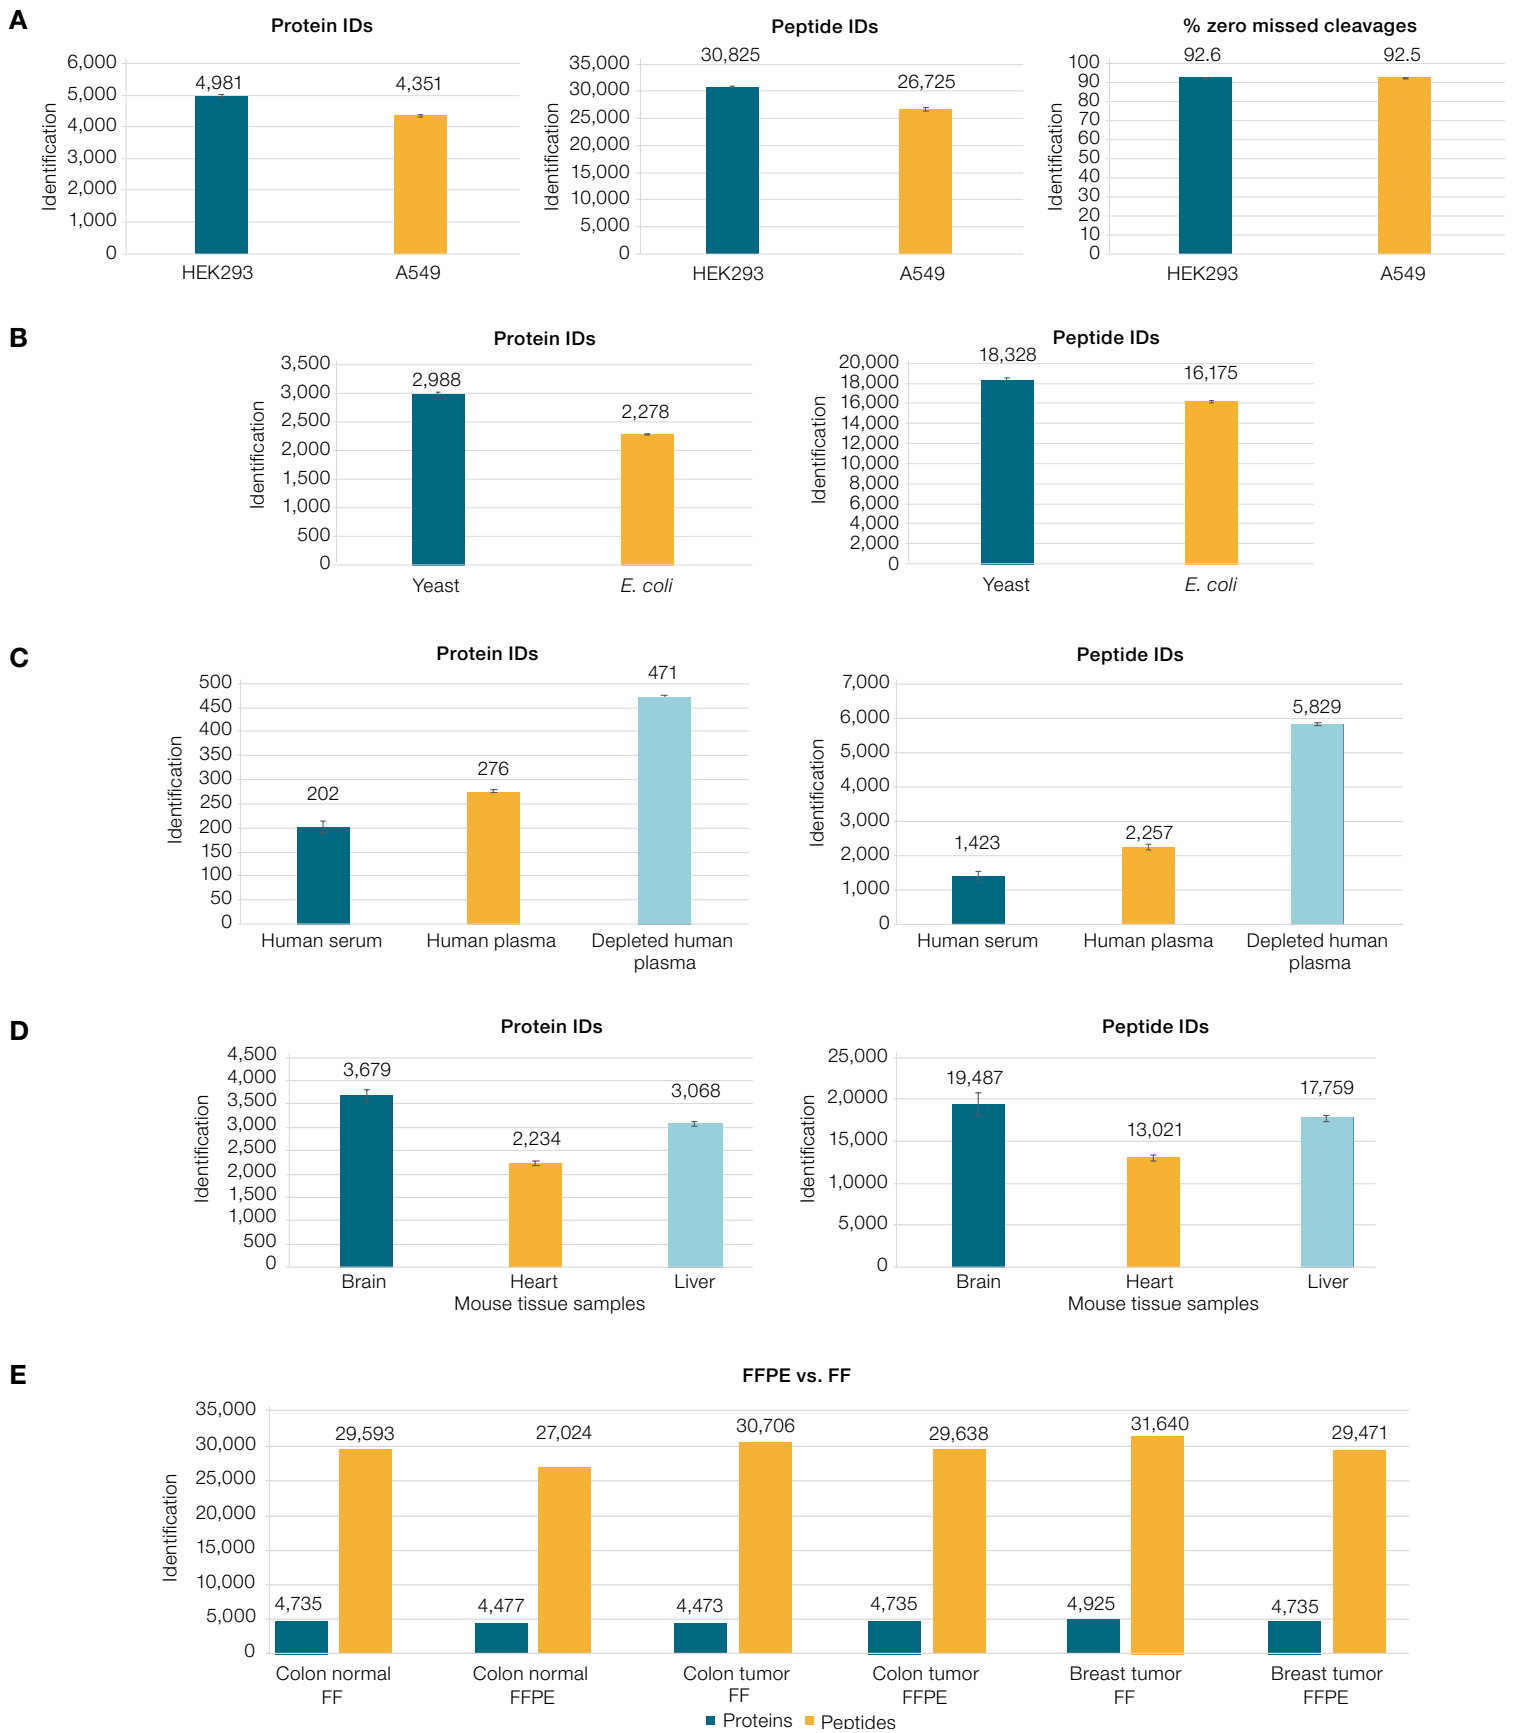 A
Protein IDs
6,000
5,000
4,000
3,000
2,000
1,000
0
Identification
4,981
4,351
HEK293
A549
Peptide IDs
35,000
30,000
25,000
20,000
15,000
10,000
5,000
0
Identification
30,825
26,725
HEK293
A549
% zero missed cleavages
100
90
80
70
60
50
40
30
20
10
0
Identification
92.6
92.5
HEK293
A549
B
Protein IDs
3,500
3,000
2,500
2,000
1,500
1,000
500
0
Identification
2,988
2,278
Yeast
E. coli
Peptide IDs
20,000
18,000
16,000
14,000
12,000
10,000
8,000
6,000
4,000
2,000
0
Identification
18,328
16,175
Yeast
E. coli
C
Protein IDs
500
450
400
350
300
250
200
150
100
50
0
Identification
202
276
471
Human serum
Human plasma
Depleted human
plasma
Peptide IDs
7,000
6,000
5,000
4,000
3,000
2,000
1,000
0
Identification
1,423
2,257
5,829
Human serum
Human plasma
Depleted human
plasma
D
Protein IDs
4,500
4,000
3,500
3,000
2,500
2,000
1,500
1,000
500
0
Identification
3,679
2,234
3,068
Brain
Heart
Liver
Mouse tissue samples
Peptide IDs
25,000
2,0000
15,000
1,0000
5,000
0
Identification
19,487
13,021
17,759
Brain
Heart
Liver
Mouse tissue samples
E
FFPE vs. FF
35,000
30,000
25,000
20,000
15,000
10,000
5,000
0
Identification
4,735
29,593
4,477
27,024
4,473
30,706
4,735
29,638
4,925
31,640
4,735
29,471
Colon normal
FF
Colon normal
FFPE
Colon tumor
FF
Colon tumor
FFPE
Breast tumor
FF
Breast tumor
FFPE
Proteins
Peptides